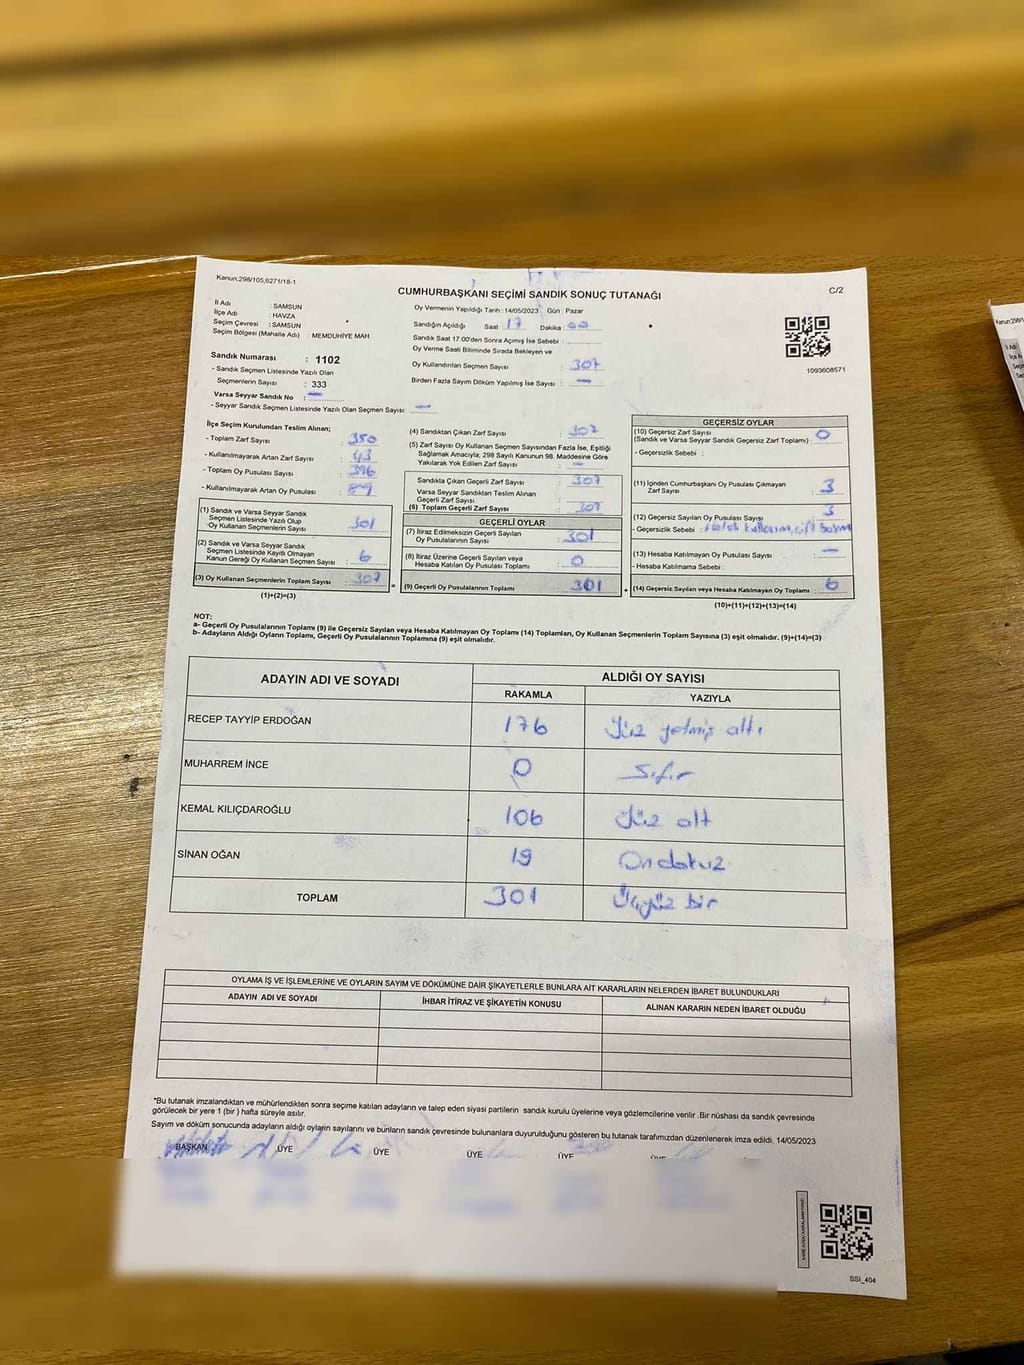 Kanun;298/105;6271/18-1
CUMHURBAŞKANI SEÇİMİ SANDIK SONUÇ TUTANAĞI
C/2
İl Adı : SAMSUN
İlçe Adı : HAVZA
Seçim Çevresi : SAMSUN
Seçim Bölgesi (Mahalle Adı) : MEMDUHİYE MAH
Sandık Numarası : 1102
- Sandık Seçmen Listesinde Yazılı Olan
Seçmenlerin Sayısı : 333
Varsa Seyyar Sandık No : —
- Seyyar Sandık Seçmen Listesinde Yazılı Olan Seçmen Sayısı: —
Oy Vermenin Yapıldığı Tarih : 14/05/2023 Gün : Pazar
Sandığın Açıldığı Saat : 17 Dakika : 00
Sandık Saat 17.00'den Sonra Açımış İse Sebebi :
Oy Verme Saati Bitiminde Sırada Bekleyen ve
Oy Kullandırılan Seçmen Sayısı : 307
Birden Fazla Sayım Döküm Yapılmış İse Sayısı : —
1093608571
İlçe Seçim Kurulundan Teslim Alınan;
- Toplam Zarf Sayısı : 350
- Kullanılmayarak Artan Zarf Sayısı : 43
- Toplam Oy Pusulası Sayısı : 396
- Kullanılmayarak Artan Oy Pusulası : 89
(1) Sandık ve Varsa Seyyar Sandık
Seçmen Listesinde Yazılı Olup
Oy Kullanan Seçmenlerin Sayısı : 301
(2) Sandık ve Varsa Seyyar Sandık
Seçmen Listesinde Kayıtlı Olmayan
Kanun Gereği Oy Kullanan Seçmen Sayısı : 6
(3) Oy Kullanan Seçmenlerin Toplam Sayısı : 307
(1)+(2)=(3)
(4) Sandıktan Çıkan Zarf Sayısı : 307
(5) Zarf Sayısı Oy Kullanan Seçmen Sayısından Fazla İse, Eşitliği
Sağlamak Amacıyla; 298 Sayılı Kanunun 98. Maddesine Göre
Yakılarak Yok Edilen Zarf Sayısı : —
Sandıkta Çıkan Geçerli Zarf Sayısı : 307
Varsa Seyyar Sandıktan Teslim Alınan
Geçerli Zarf Sayısı :
(6) Toplam Geçerli Zarf Sayısı : 307
GEÇERLİ OYLAR
(7) İtiraz Edilmeksizin Geçerli Sayılan
Oy Pusulalarının Sayısı : 301
(8) İtiraz Üzerine Geçerli Sayılan veya
Hesaba Katılan Oy Pusulası Sayısı : 0
= (9) Geçerli Oy Pusulalarının Toplamı : 301
GEÇERSİZ OYLAR
(10) Geçersiz Zarf Sayısı
(Sandık ve Varsa Seyyar Sandık Geçersiz Zarf Toplamı) : 0
- Geçersizlik Sebebi :
(11) İçinden Cumhurbaşkanı Oy Pusulası Çıkmayan
Zarf Sayısı : 3
(12) Geçersiz Sayılan Oy Pusulası Sayısı : 3
- Geçersizlik Sebebi : çift
(13) Hesaba Katılmayan Oy Pusulası Sayısı : —
- Hesaba Katılmama Sebebi :
+ (14) Geçersiz Sayılan veya Hesaba Katılmayan Oy Toplamı : 6
(10)+(11)+(12)+(13)=(14)
NOT:
a- Geçerli Oy Pusulalarının Toplamı (9) ile Geçersiz Sayılan veya Hesaba Katılmayan Oy Toplamı (14) Toplamları, Oy Kullanan Seçmenlerin Toplam Sayısına (3) eşit olmalıdır. (9)+(14)=(3)
b- Adayların Aldığı Oyların Toplamı, Geçerli Oy Pusulalarının Toplamına (9) eşit olmalıdır.
ADAYIN ADI VE SOYADI ALDIĞI OY SAYISI
RAKAMLA YAZIYLA
RECEP TAYYİP ERDOĞAN 176 Yüz yetmiş altı
MUHARREM İNCE 0 Sıfır
KEMAL KILIÇDAROĞLU 106 Yüz altı
SİNAN OĞAN 19 Ondokuz
TOPLAM 301 Üçyüz bir
OYLAMA İŞ VE İŞLEMLERİNE VE OYLARIN SAYIM VE DÖKÜMÜNE DAİR ŞİKAYETLERLE BUNLARA AİT KARARLARIN NELERDEN İBARET BULUNDUKLARI
ADAYIN ADI VE SOYADI İHBAR İTİRAZ VE ŞİKAYETİN KONUSU ALINAN KARARIN NEDEN İBARET OLDUĞU
*Bu tutanak imzalandıktan ve mühürlendikten sonra seçime katılan adayların ve talep eden siyasi partilerin sandık kurulu üyelerine veya gözlemcilerine verilir .Bir nüshası da sandık çevresinde
görülecek bir yere 1 (bir ) hafta süreyle asılır.
Sayım ve döküm sonucunda adayların aldığı oyların sayılarını ve bunların sandık çevresinde bulunanlara duyurulduğunu gösteren bu tutanak tarafımızdan düzenlenerek imza edildi. 14/05/2023
BAŞKAN ÜYE ÜYE ÜYE ÜYE ÜYE
SSI_404